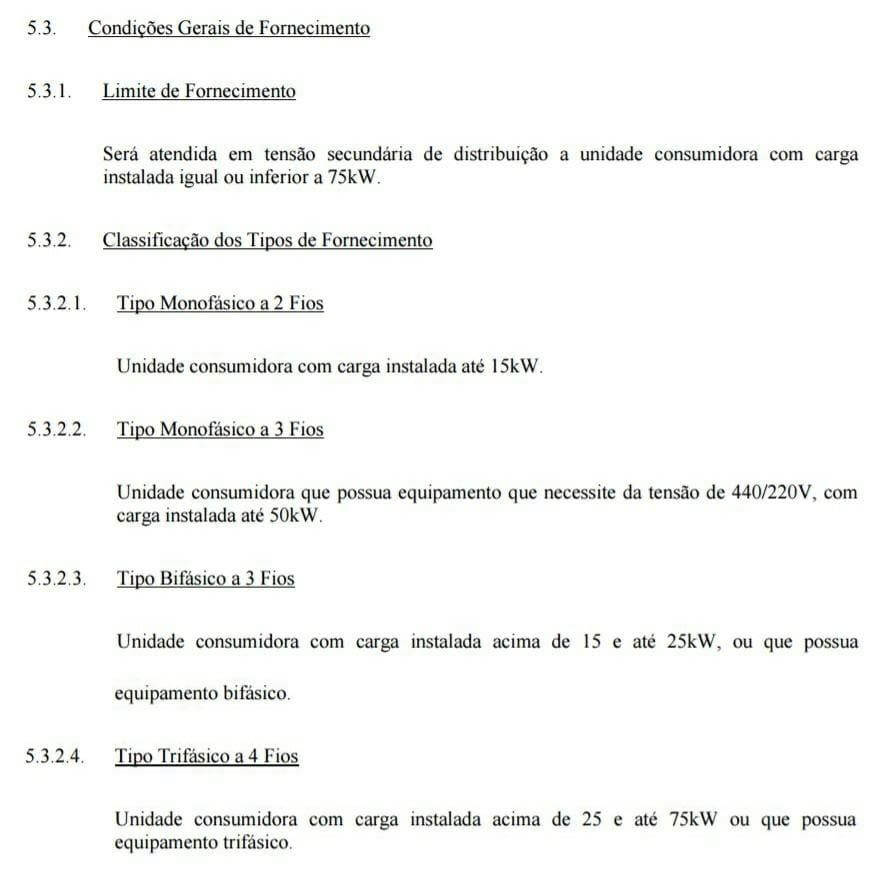 5.3. Condições Gerais de Fornecimento
5.3.1. Limite de Fornecimento
Será atendida em tensão secundária de distribuição a unidade consumidora com carga
instalada igual ou inferior a 75kW.
5.3.2. Classificação dos Tipos de Fornecimento
5.3.2.1. Tipo Monofásico a 2 Fios
Unidade consumidora com carga instalada até 15kW.
5.3.2.2. Tipo Monofásico a 3 Fios
Unidade consumidora que possua equipamento que necessite da tensão de 440/220V, com
carga instalada até 50kW.
5.3.2.3. Tipo Bifásico a 3 Fios
Unidade consumidora com carga instalada acima de 15 e até 25kW, ou que possua
equipamento bifásico.
5.3.2.4. Tipo Trifásico a 4 Fios
Unidade consumidora com carga instalada acima de 25 e até 75kW ou que possua
equipamento trifásico.